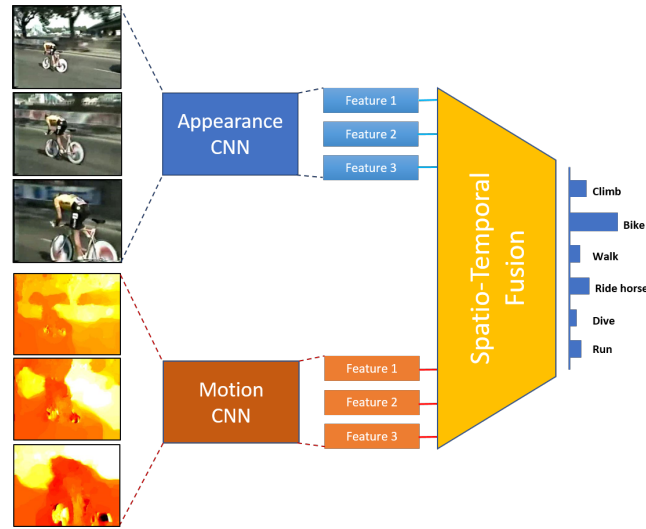 Appearance
CNN
Feature 1
Feature 2
Feature 3
Motion
CNN
Feature 1
Feature 2
Feature 3
Spatio-Temporal
Fusion
Climb
Bike
Walk
Ride horse
Dive
Run